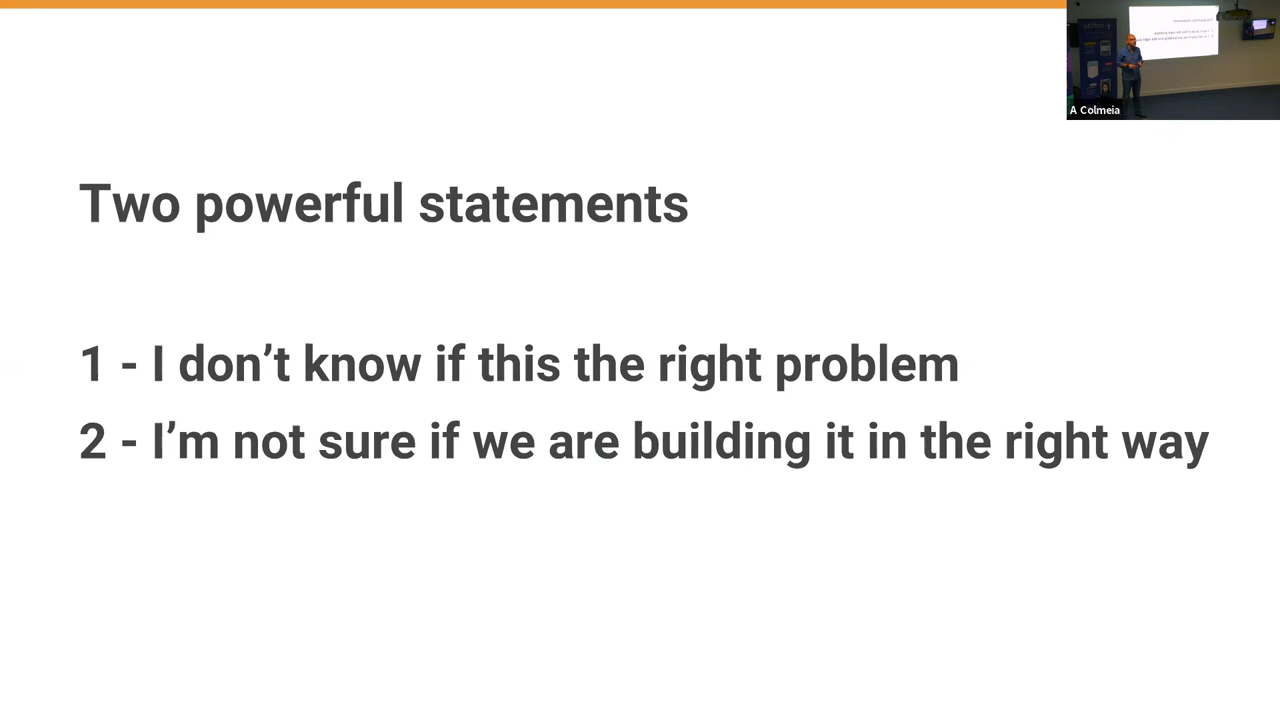 A Colmeia
Two powerful statements
1 - I don’t know if this the right problem
2 - I’m not sure if we are building it in the right way